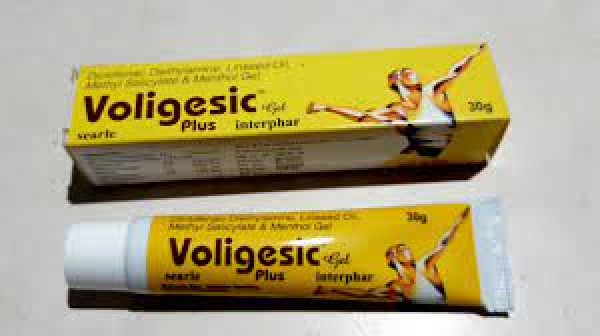 Diclofenac Diethylamine, Linseed Oil,
Methyl Salicylate & Menthol Gel
Voligesic Gel
Plus
searle
interphar
30g
Diclofenac Diethylamine, Linseed Oil,
Methyl Salicylate & Menthol Gel
30g
Voligesic Gel
Plus
searle
interphar